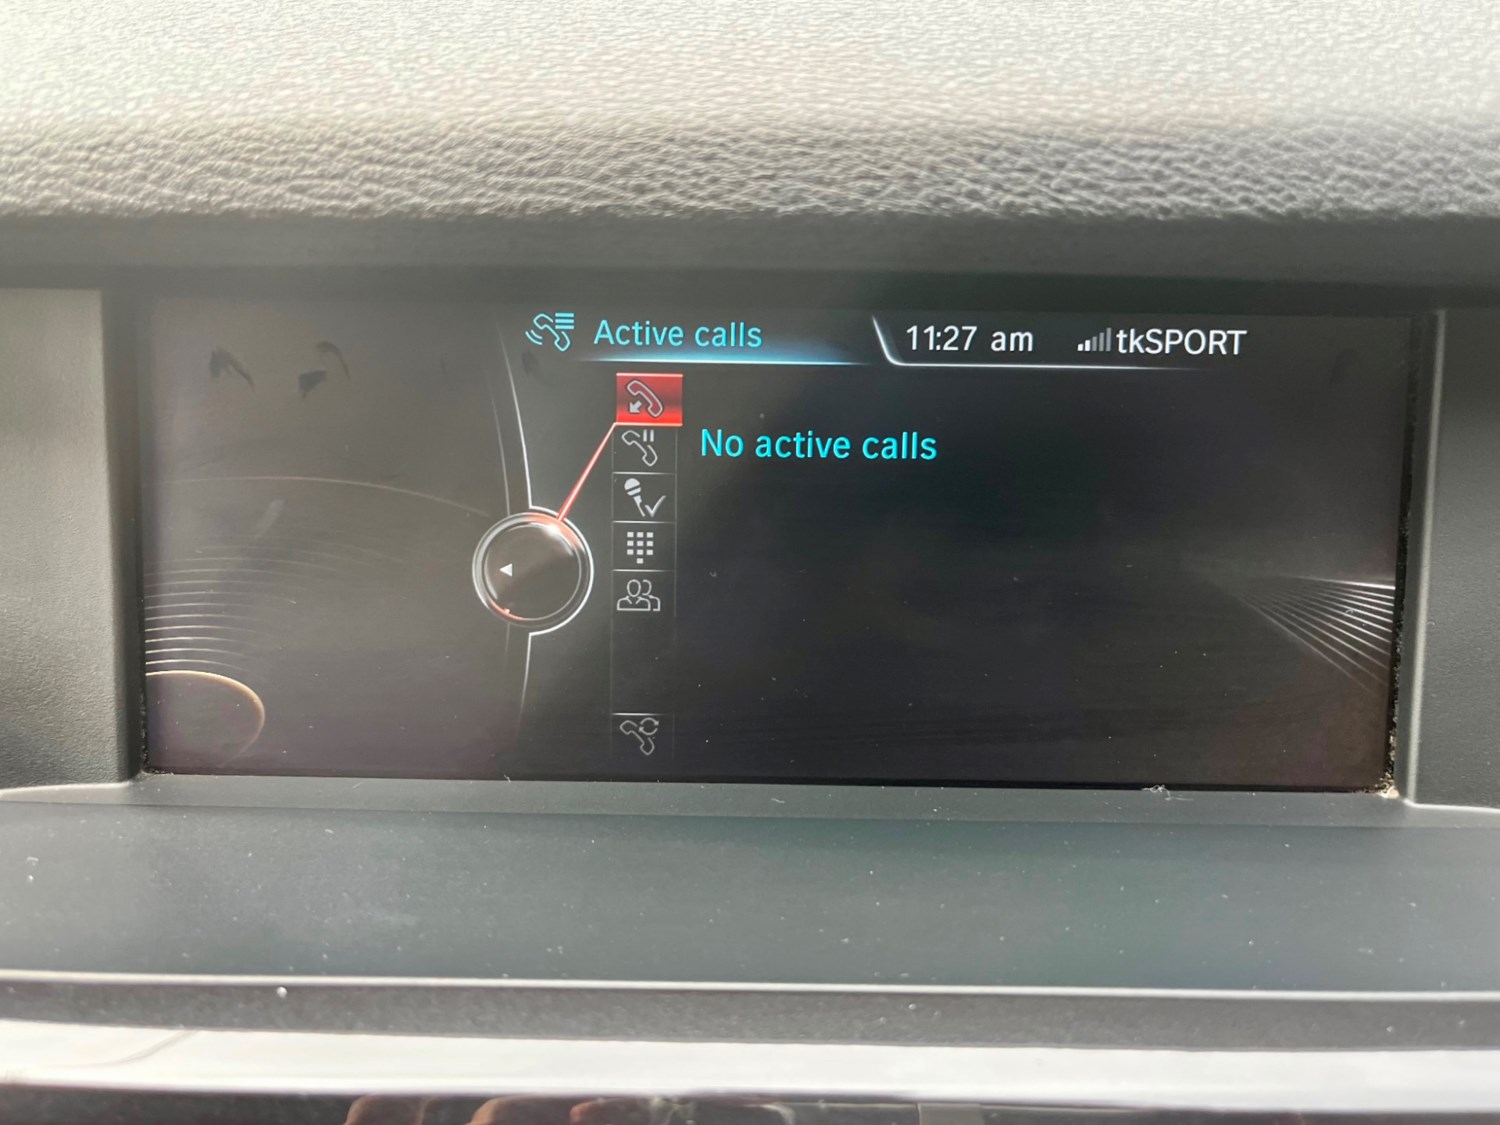 Active calls
11:27 am
tkSPORT
No active calls